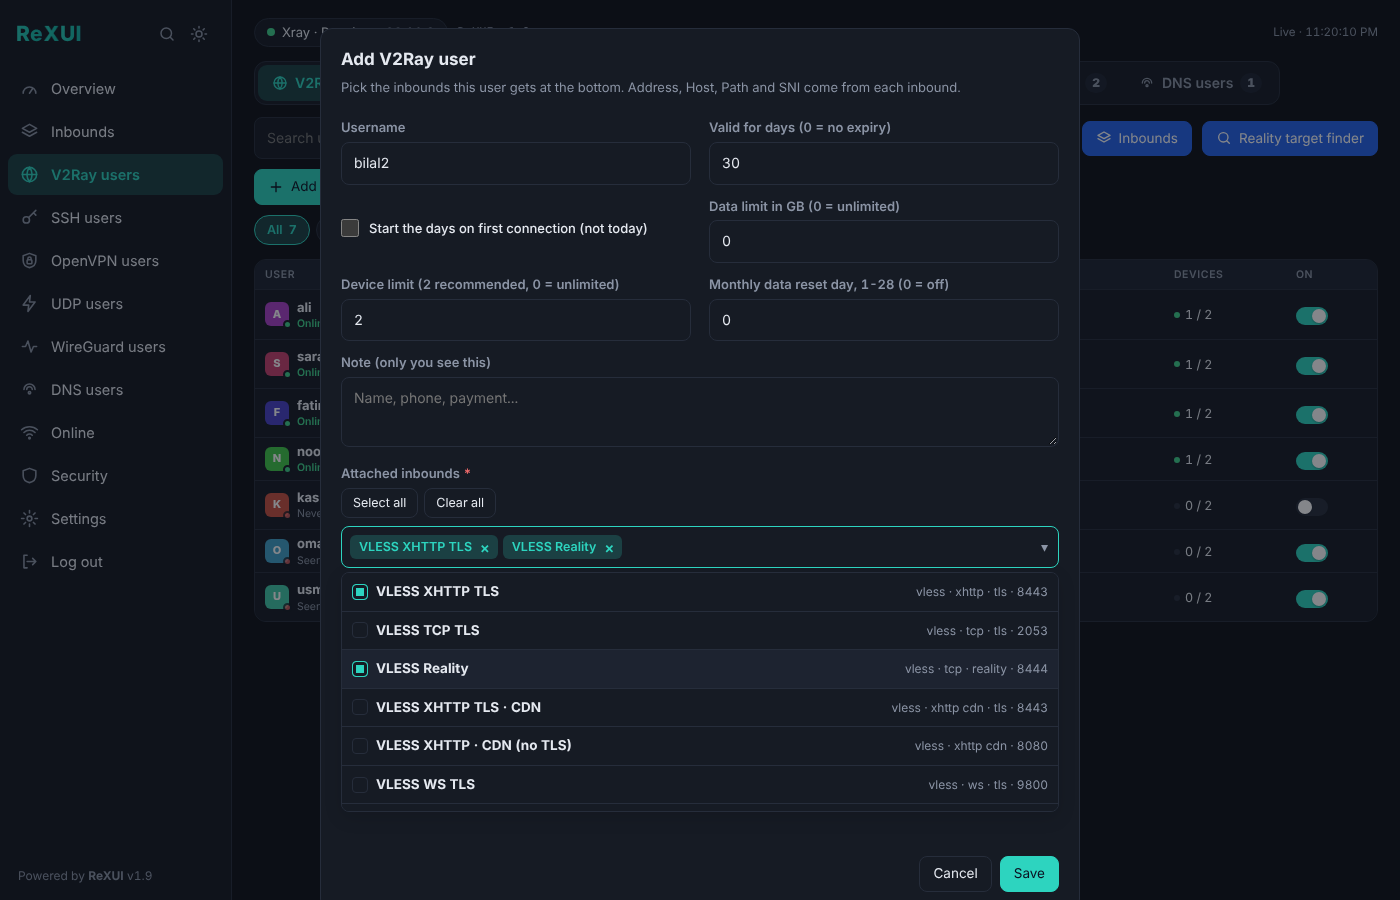 ReXUI
Xray ·
Live · 11:20:10 PM
Overview
Inbounds
V2Ray users
SSH users
OpenVPN users
UDP users
WireGuard users
DNS users
Online
Security
Settings
Log out
Powered by ReXUI v1.9
2
DNS users 1
Search
Inbounds
Reality target finder
Add
All 7
USER
DEVICES
ON
A ali
1 / 2
S
1 / 2
F
1 / 2
N
1 / 2
K
0 / 2
O
0 / 2
U
0 / 2
Add V2Ray user
Pick the inbounds this user gets at the bottom. Address, Host, Path and SNI come from each inbound.
Username
bilal2
Valid for days (0 = no expiry)
30
Start the days on first connection (not today)
Data limit in GB (0 = unlimited)
0
Device limit (2 recommended, 0 = unlimited)
2
Monthly data reset day, 1-28 (0 = off)
0
Note (only you see this)
Name, phone, payment...
Attached inbounds *
Select all
Clear all
VLESS XHTTP TLS × VLESS Reality × ▾
VLESS XHTTP TLS vless · xhttp · tls · 8443
VLESS TCP TLS vless · tcp · tls · 2053
VLESS Reality vless · tcp · reality · 8444
VLESS XHTTP TLS · CDN vless · xhttp cdn · tls · 8443
VLESS XHTTP · CDN (no TLS) vless · xhttp cdn · 8080
VLESS WS TLS vless · ws · tls · 9800
Cancel
Save